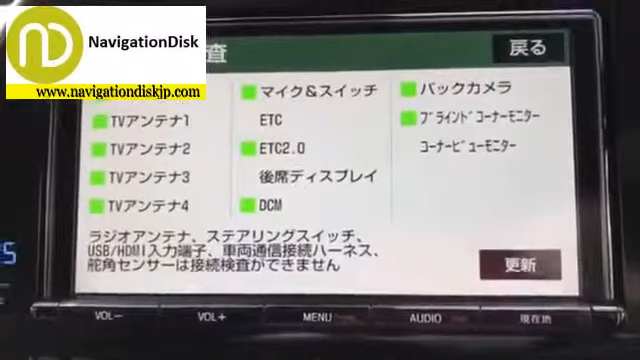 NavigationDisk
www.navigationdiskjp.com
査
戻る
マイク&スイッチ
バックカメラ
TVアンテナ1
ETC
ブラインドコーナーモニター
TVアンテナ2
ETC2.0
コーナービューモニター
TVアンテナ3
後席ディスプレイ
TVアンテナ4
DCM
ラジオアンテナ、ステアリングスイッチ、
USB/HDMI入力端子、車両通信接続ハーネス、
舵角センサーは接続検査ができません
更新
VOL−
VOL+
MENU
AUDIO
現在地